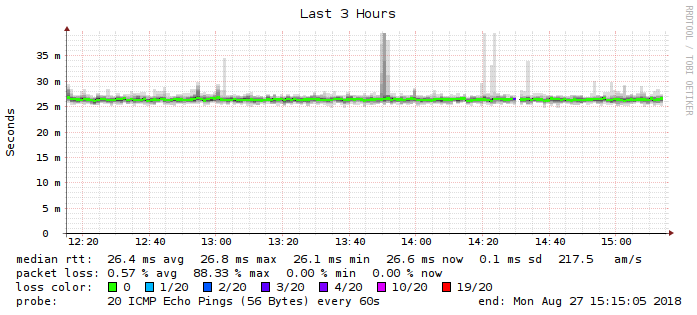 Last 3 Hours
RRDTOOL / TOBI OETIKER
Seconds
35 m
30 m
25 m
20 m
15 m
10 m
5 m
0
12:20 12:40 13:00 13:20 13:40 14:00 14:20 14:40 15:00
median rtt: 26.4 ms avg 26.8 ms max 26.1 ms min 26.6 ms now 0.1 ms sd 217.5 am/s
packet loss: 0.57 % avg 88.33 % max 0.00 % min 0.00 % now
loss color: 0 1/20 2/20 3/20 4/20 10/20 19/20
probe: 20 ICMP Echo Pings (56 Bytes) every 60s end: Mon Aug 27 15:15:05 2018